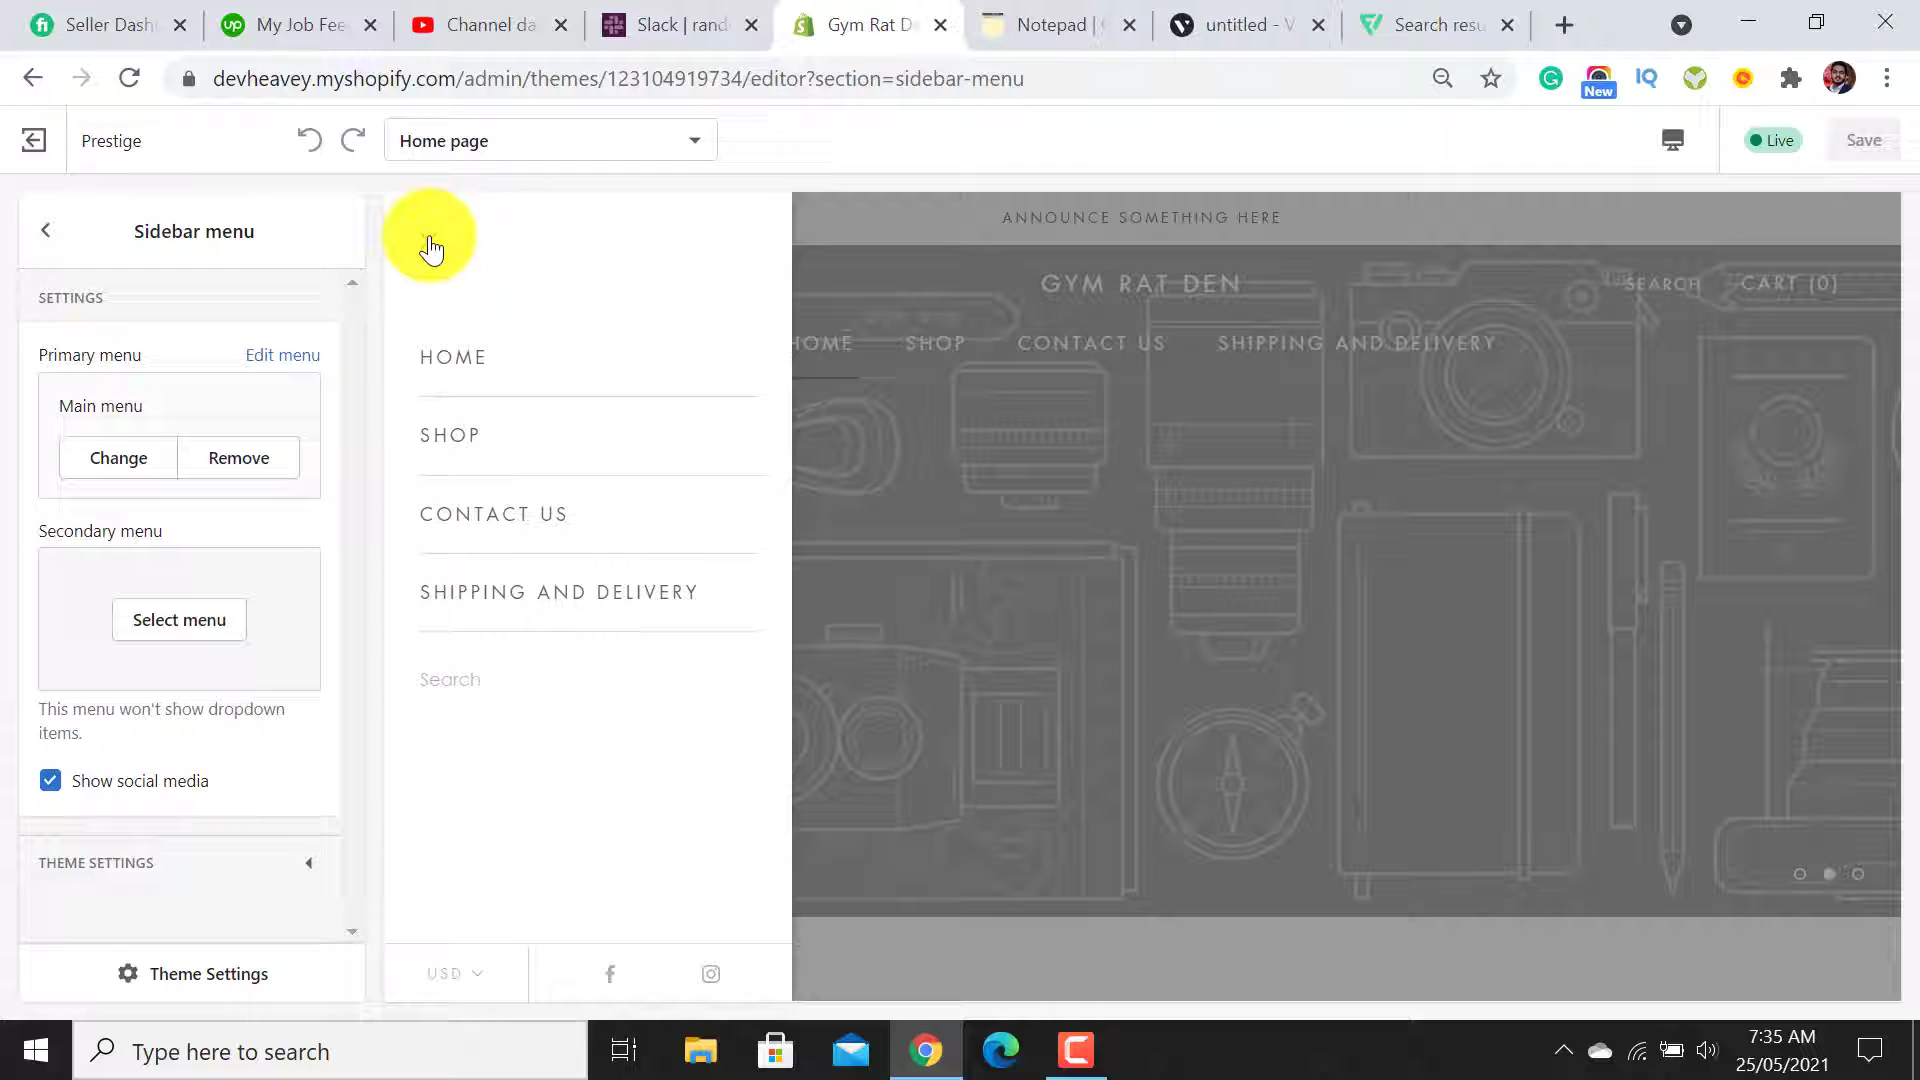 Seller Dash
My Job Fee
Channel da
Slack | rand
Gym Rat D
Notepad |
untitled - V
Search resu
devheavey.myshopify.com/admin/themes/123104919734/editor?section=sidebar-menu
New
Prestige
Home page
Live
Save
Sidebar menu
SETTINGS
Primary menu
Edit menu
Main menu
Change
Remove
Secondary menu
Select menu
This menu won't show dropdown
items.
Show social media
THEME SETTINGS
Theme Settings
HOME
SHOP
CONTACT US
SHIPPING AND DELIVERY
Search
USD
ANNOUNCE SOMETHING HERE
GYM RAT DEN
SEARCH
CART (0)
HOME
SHOP
CONTACT US
SHIPPING AND DELIVERY
Type here to search
7:35 AM
25/05/2021